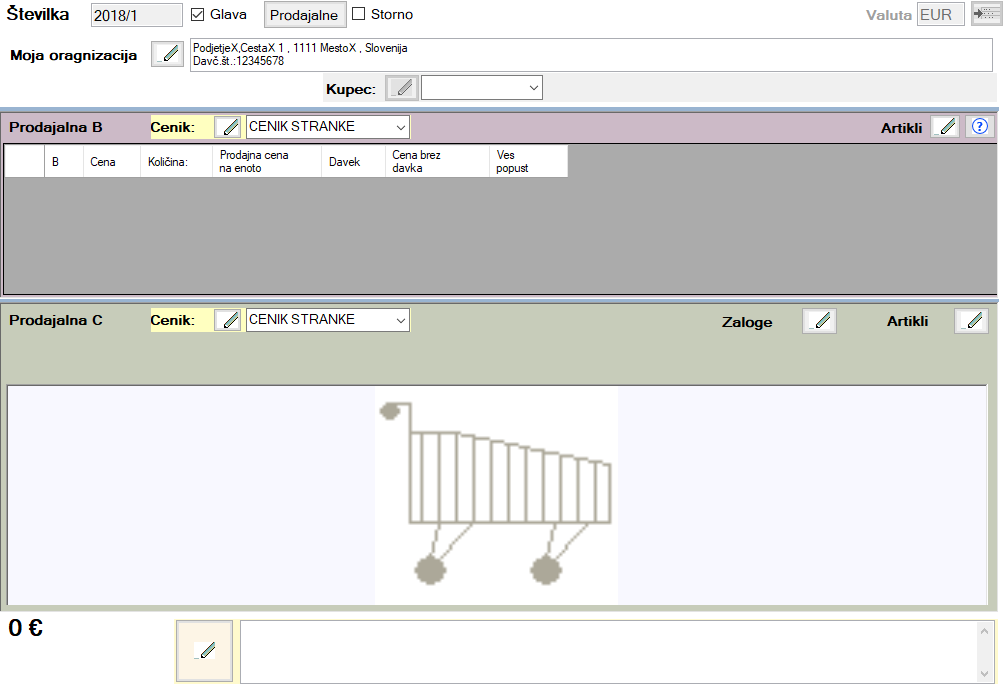 Številka 2018/1 Glava Prodajalne Storno Valuta EUR
Moja oragnizacija PodjetjeX,CestaX 1 , 1111 MestoX , Slovenija
Davč.št.:12345678
Kupec:
Prodajalna B Cenik: CENIK STRANKE Artikli ?
B Cena Količina: Prodajna cena Davek Cena brez Ves
na enoto davka popust
Prodajalna C Cenik: CENIK STRANKE Zaloge Artikli
0 €